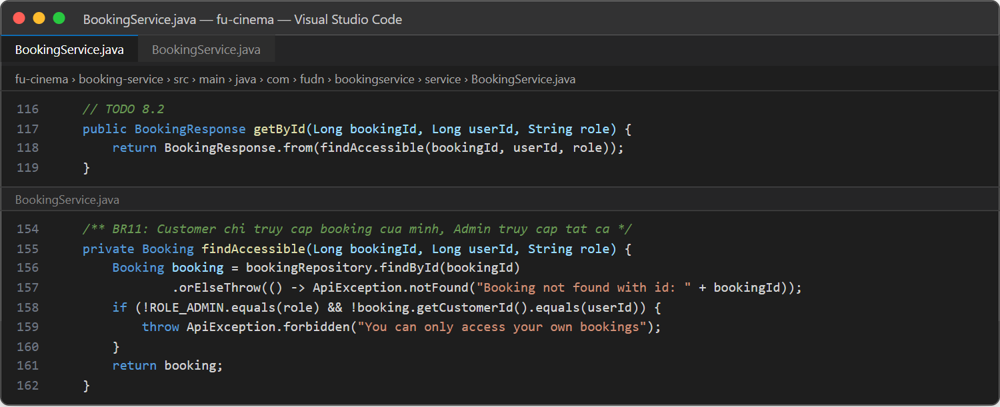 BookingService.java — fu-cinema — Visual Studio Code
BookingService.java BookingService.java
fu-cinema › booking-service › src › main › java › com › fudn › bookingservice › service › BookingService.java
116 // TODO 8.2
117 public BookingResponse getById(Long bookingId, Long userId, String role) {
118 return BookingResponse.from(findAccessible(bookingId, userId, role));
119 }
BookingService.java
154 /** BR11: Customer chi truy cap booking cua minh, Admin truy cap tat ca */
155 private Booking findAccessible(Long bookingId, Long userId, String role) {
156 Booking booking = bookingRepository.findById(bookingId)
157 .orElseThrow(() -> ApiException.notFound("Booking not found with id: " + bookingId));
158 if (!ROLE_ADMIN.equals(role) && !booking.getCustomerId().equals(userId)) {
159 throw ApiException.forbidden("You can only access your own bookings");
160 }
161 return booking;
162 }